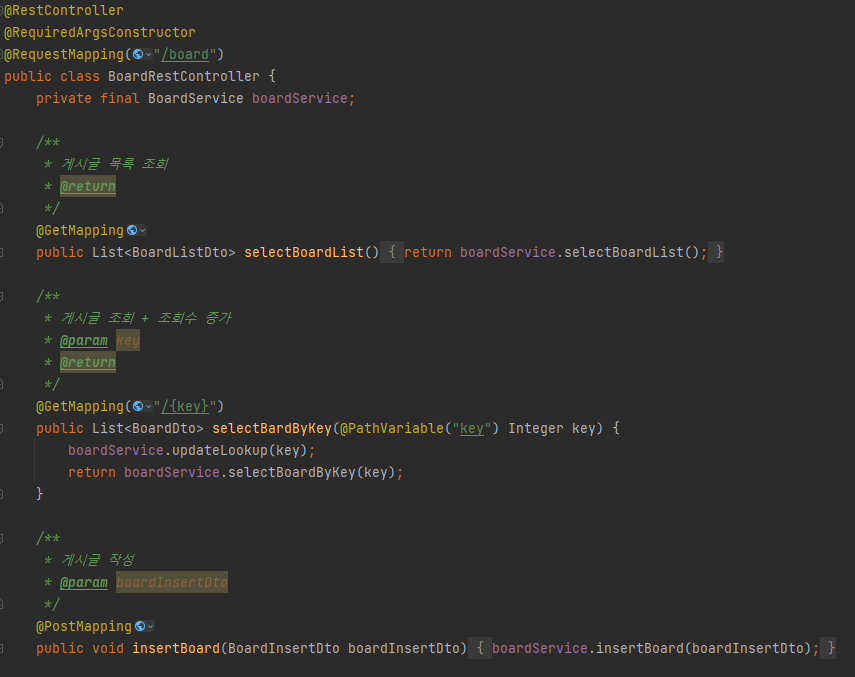 @RestController
@RequiredArgsConstructor
@RequestMapping("/board")
public class BoardRestController {
    private final BoardService boardService;

    /**
     * 게시글 목록 조회
     * @return
     */
    @GetMapping
    public List<BoardListDto> selectBoardList() { return boardService.selectBoardList(); }

    /**
     * 게시글 조회 + 조회수 증가
     * @param key
     * @return
     */
    @GetMapping("/{key}")
    public List<BoardDto> selectBardByKey(@PathVariable("key") Integer key) {
        boardService.updateLookup(key);
        return boardService.selectBoardByKey(key);
    }

    /**
     * 게시글 작성
     * @param boardInsertDto
     */
    @PostMapping
    public void insertBoard(BoardInsertDto boardInsertDto) { boardService.insertBoard(boardInsertDto); }